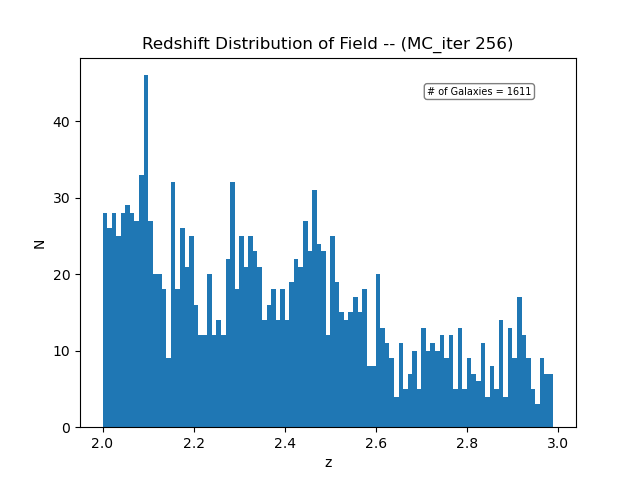 Redshift Distribution of Field -- (MC_iter 256)
# of Galaxies = 1611
40
30
20
10
0
N
2.0 2.2 2.4 2.6 2.8 3.0
z